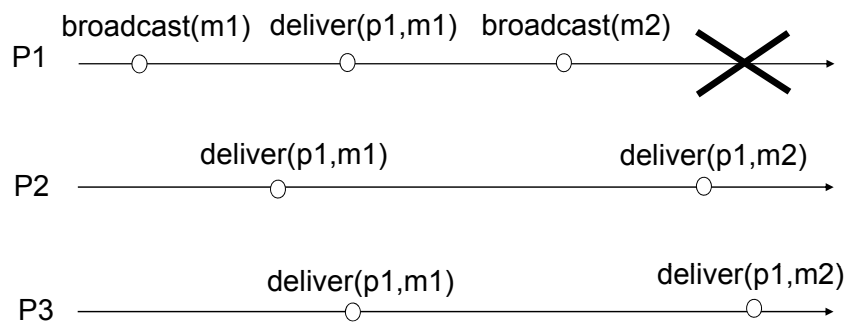 broadcast(m1) deliver(p1,m1) broadcast(m2)
P1
deliver(p1,m1) deliver(p1,m2)
P2
deliver(p1,m1) deliver(p1,m2)
P3